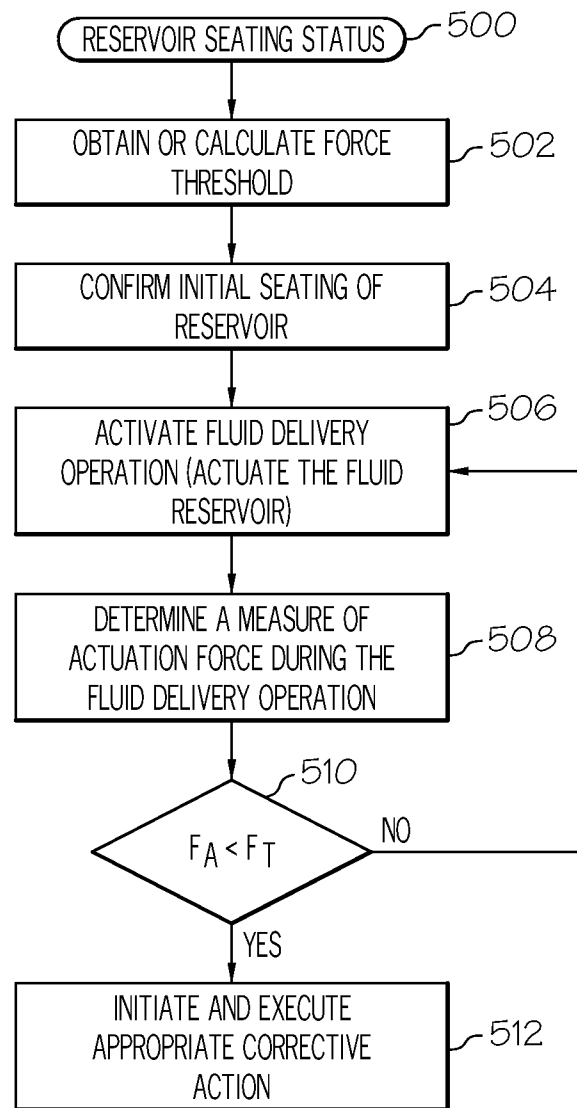 RESERVOIR SEATING STATUS
500
OBTAIN OR CALCULATE FORCE
THRESHOLD
502
CONFIRM INITIAL SEATING OF
RESERVOIR
504
ACTIVATE FLUID DELIVERY
OPERATION (ACTUATE THE FLUID
RESERVOIR)
506
DETERMINE A MEASURE OF
ACTUATION FORCE DURING THE
FLUID DELIVERY OPERATION
508
510
FA < FT
NO
YES
INITIATE AND EXECUTE
APPROPRIATE CORRECTIVE
ACTION
512